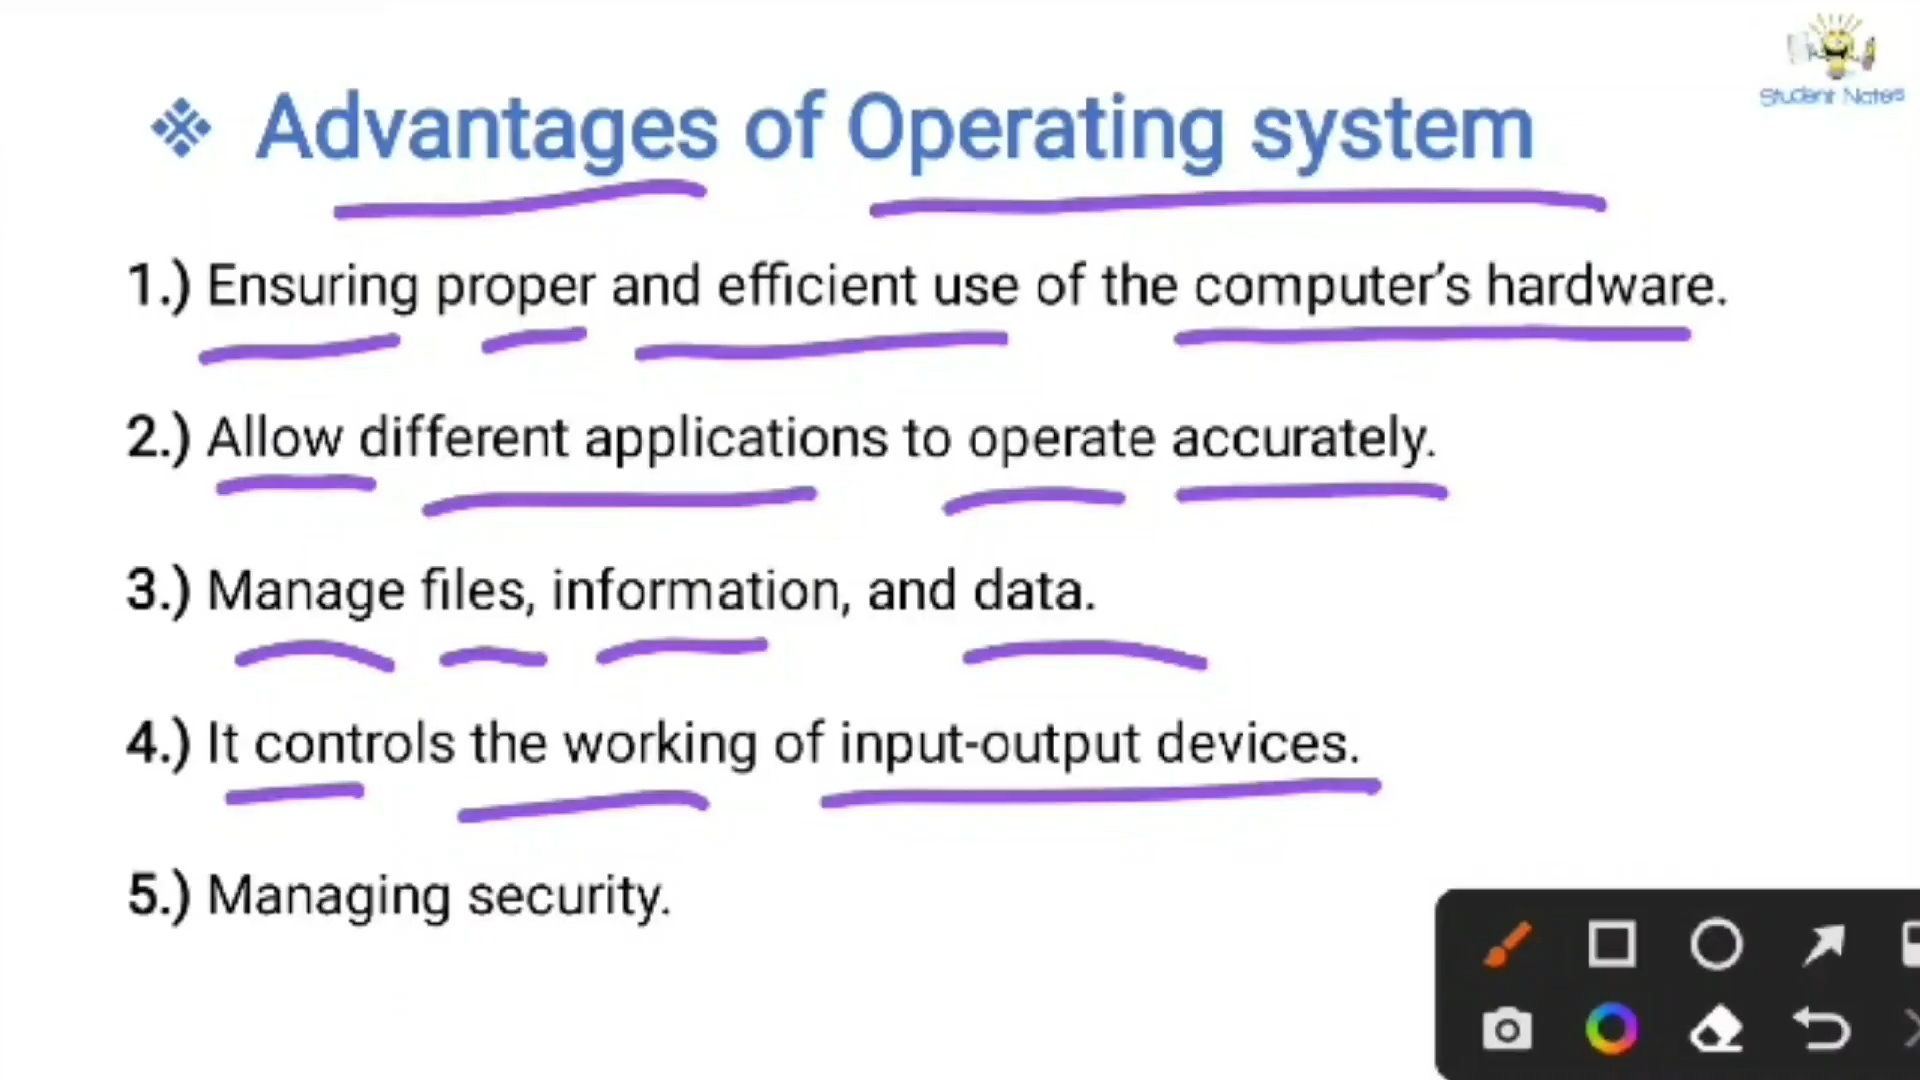 Student Notes
❖ Advantages of Operating system
1.) Ensuring proper and efficient use of the computer’s hardware.
2.) Allow different applications to operate accurately.
3.) Manage files, information, and data.
4.) It controls the working of input-output devices.
5.) Managing security.